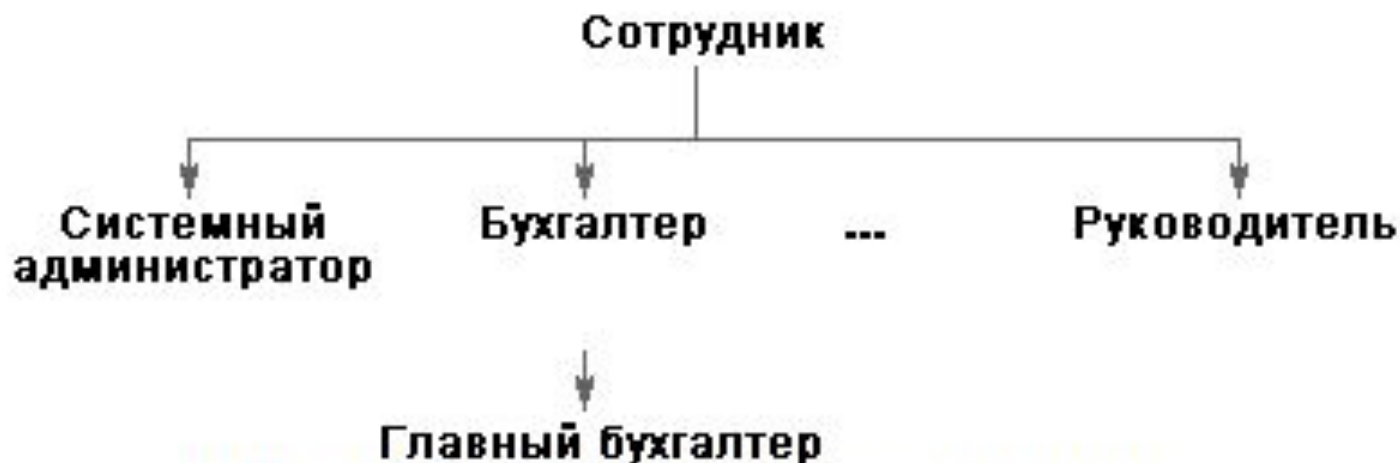 Сотрудник
Системный администратор
Бухгалтер
...
Руководитель
Главный бухгалтер